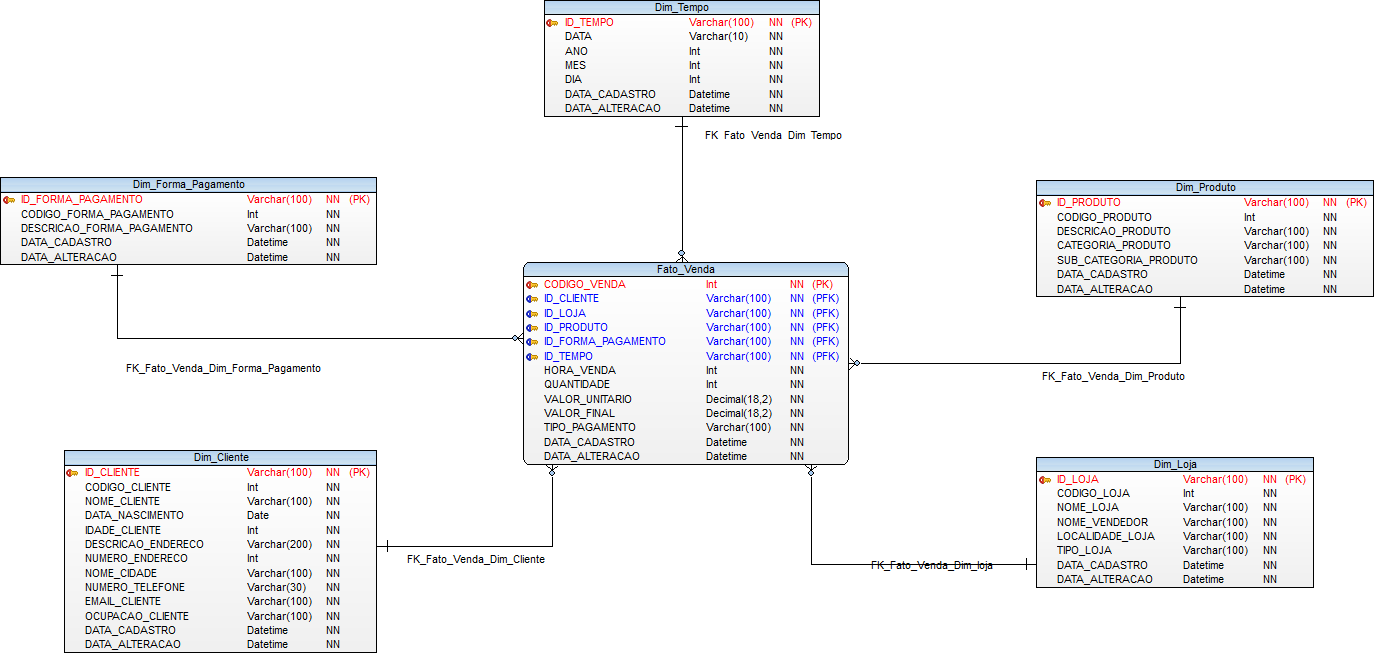 Dim_Tempo
ID_TEMPO Varchar(100) NN (PK)
DATA Varchar(10) NN
ANO Int NN
MES Int NN
DIA Int NN
DATA_CADASTRO Datetime NN
DATA_ALTERACAO Datetime NN
FK_Fato_Venda_Dim_Tempo
Dim_Forma_Pagamento
ID_FORMA_PAGAMENTO Varchar(100) NN (PK)
CODIGO_FORMA_PAGAMENTO Int NN
DESCRICAO_FORMA_PAGAMENTO Varchar(100) NN
DATA_CADASTRO Datetime NN
DATA_ALTERACAO Datetime NN
FK_Fato_Venda_Dim_Forma_Pagamento
Dim_Produto
ID_PRODUTO Varchar(100) NN (PK)
CODIGO_PRODUTO Int NN
DESCRICAO_PRODUTO Varchar(100) NN
CATEGORIA_PRODUTO Varchar(100) NN
SUB_CATEGORIA_PRODUTO Varchar(100) NN
DATA_CADASTRO Datetime NN
DATA_ALTERACAO Datetime NN
FK_Fato_Venda_Dim_Produto
Fato_Venda
CODIGO_VENDA Int NN (PK)
ID_CLIENTE Varchar(100) NN (PFK)
ID_LOJA Varchar(100) NN (PFK)
ID_PRODUTO Varchar(100) NN (PFK)
ID_FORMA_PAGAMENTO Varchar(100) NN (PFK)
ID_TEMPO Varchar(100) NN (PFK)
HORA_VENDA Int NN
QUANTIDADE Int NN
VALOR_UNITARIO Decimal(18,2) NN
VALOR_FINAL Decimal(18,2) NN
TIPO_PAGAMENTO Varchar(100) NN
DATA_CADASTRO Datetime NN
DATA_ALTERACAO Datetime NN
Dim_Cliente
ID_CLIENTE Varchar(100) NN (PK)
CODIGO_CLIENTE Int NN
NOME_CLIENTE Varchar(100) NN
DATA_NASCIMENTO Date NN
IDADE_CLIENTE Int NN
DESCRICAO_ENDERECO Varchar(200) NN
NUMERO_ENDERECO Int NN
NOME_CIDADE Varchar(100) NN
NUMERO_TELEFONE Varchar(30) NN
EMAIL_CLIENTE Varchar(100) NN
OCUPACAO_CLIENTE Varchar(100) NN
DATA_CADASTRO Datetime NN
DATA_ALTERACAO Datetime NN
FK_Fato_Venda_Dim_Cliente
Dim_Loja
ID_LOJA Varchar(100) NN (PK)
CODIGO_LOJA Int NN
NOME_LOJA Varchar(100) NN
NOME_VENDEDOR Varchar(100) NN
LOCALIDADE_LOJA Varchar(100) NN
TIPO_LOJA Varchar(100) NN
DATA_CADASTRO Datetime NN
DATA_ALTERACAO Datetime NN
FK_Fato_Venda_Dim_loja